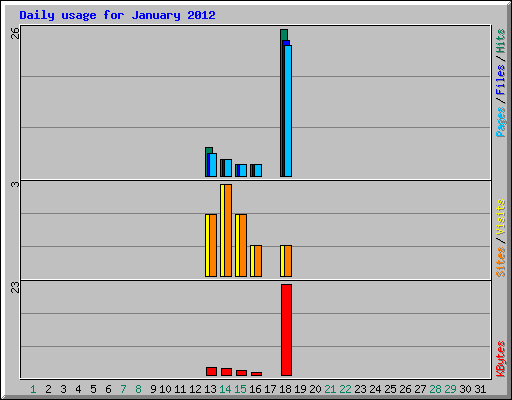 Daily usage for January 2012
26
3
23
Pages / Files / Hits
Sites / Visits
KBytes
1 2 3 4 5 6 7 8 9 10 11 12 13 14 15 16 17 18 19 20 21 22 23 24 25 26 27 28 29 30 31